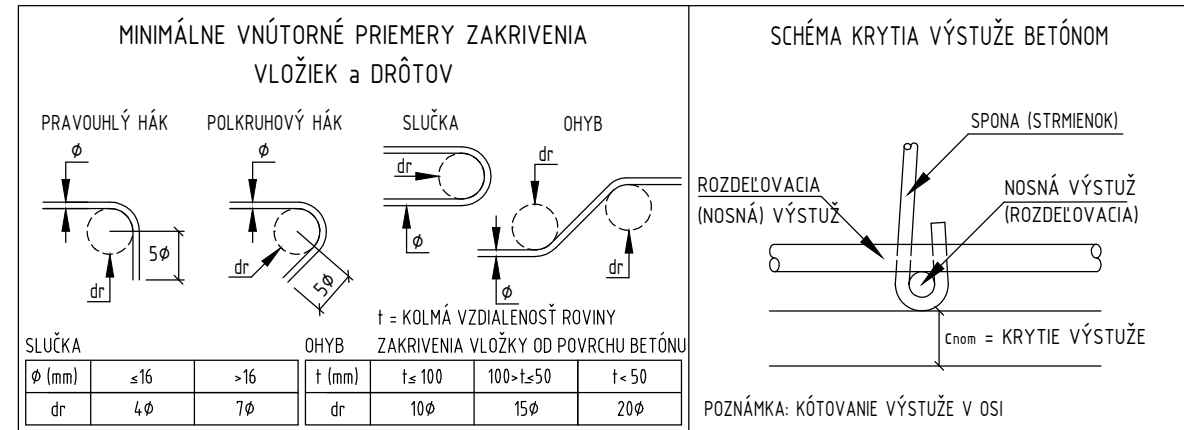 MINIMÁLNE VNÚTORNÉ PRIEMERY ZAKRIVENIA
VLOŽIEK a DRÔTOV
PRAVOUHLÝ HÁK
POLKRUHOVÝ HÁK
SLUČKA
OHYB
ϕ
5ϕ
dr
ϕ
5ϕ
dr
dr
ϕ
dr
dr
ϕ
t = KOLMÁ VZDIALENOSŤ ROVINY
ZAKRIVENIA VLOŽKY OD POVRCHU BETÓNU
SLUČKA
ϕ (mm) ≤16 >16
dr 4ϕ 7ϕ
OHYB
t (mm) t≤100 100>t≤50 t<50
dr 10ϕ 15ϕ 20ϕ
SCHÉMA KRYTIA VÝSTUŽE BETÓNOM
SPONA (STRMIENOK)
ROZDEĽOVACIA
(NOSNÁ) VÝSTUŽ
NOSNÁ VÝSTUŽ
(ROZDEĽOVACIA)
Cnom = KRYTIE VÝSTUŽE
POZNÁMKA: KÓTOVANIE VÝSTUŽE V OSI